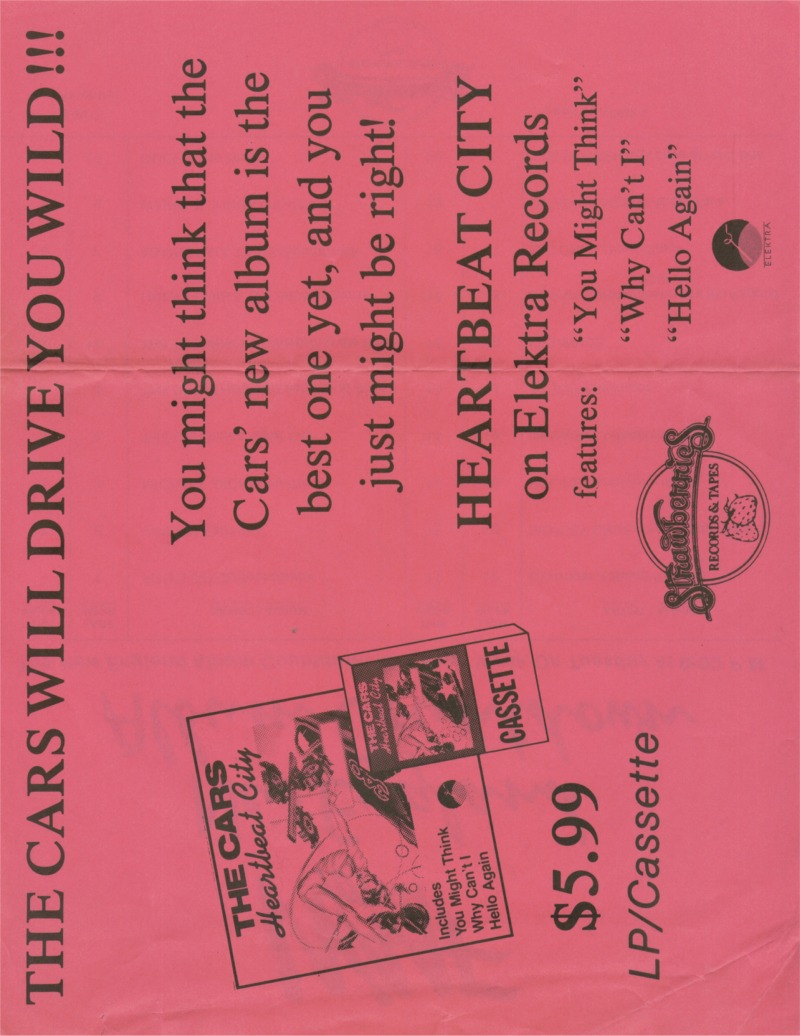 THE CARS WILL DRIVE YOU WILD!!!
You might think that the
Cars' new album is the
best one yet, and you
just might be right!
HEARTBEAT CITY
on Elektra Records
features: “You Might Think”
“Why Can't I”
“Hello Again”
ELEKTRA
THE CARS
Heartbeat City
Includes
You Might Think
Why Can't I
Hello Again
THE CARS
Heartbeat City
CASSETTE
$5.99
LP/Cassette
Strawberries
RECORDS & TAPES